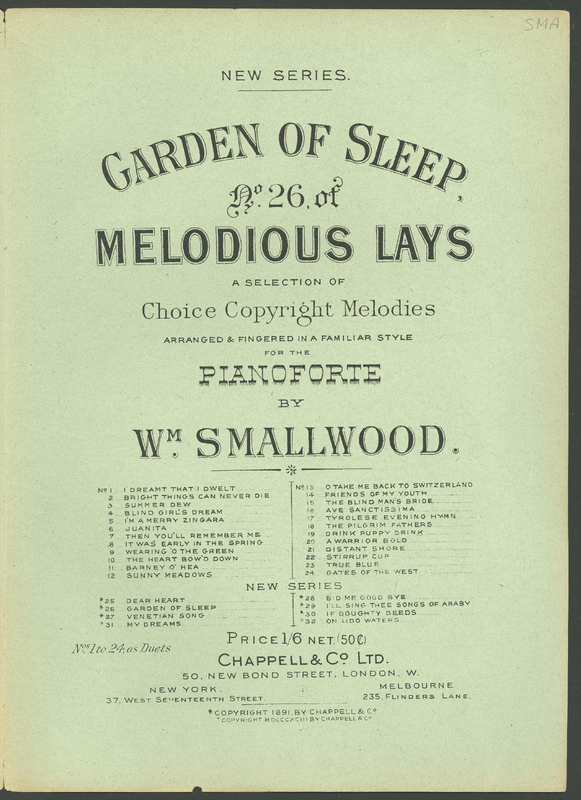 SMA
NEW SERIES.
GARDEN OF SLEEP,
No. 26, of
MELODIOUS LAYS
A SELECTION OF
Choice Copyright Melodies
ARRANGED & FINGERED IN A FAMILIAR STYLE
FOR THE
PIANOFORTE
BY
WM. SMALLWOOD.
No 1 I DREAMT THAT I DWELT
2 BRIGHT THINGS CAN NEVER DIE
3 SUMMER DEW
4 BLIND GIRL'S DREAM
5 I'M A MERRY ZINGARA
6 JUANITA
7 THEN YOU'LL REMEMBER ME
8 IT WAS EARLY IN THE SPRING
9 WEARING 'O THE GREEN
10 THE HEART BOW'D DOWN
11 BARNEY O' HEA
12 SUNNY MEADOWS
No 13 O TAKE ME BACK TO SWITZERLAND
14 FRIENDS OF MY YOUTH
15 THE BLIND MAN'S BRIDE
16 AVE SANCTISSIMA
17 TYROLESE EVENING HYMN
18 THE PILGRIM FATHERS
19 DRINK PUPPY DRINK
20 A WARRIOR BOLD
21 DISTANT SHORE
22 STIRRUP CUP
23 TRUE BLUE
24 GATES OF THE WEST
NEW SERIES
*25 DEAR HEART
*26 GARDEN OF SLEEP
*27 VENETIAN SONG
*31 MY DREAMS
*28 BID ME GOOD BYE
*29 I'LL SING THEE SONGS OF ARABY
*30 IF DOUGHTY DEEDS
†32 ON LIDO WATERS
Nos 1 to 24, as Duets
PRICE 1/6 NET. (50¢)
CHAPPELL & Co LTD.
50, NEW BOND STREET, LONDON, W.
NEW YORK.
37, WEST SEVENTEENTH STREET.
MELBOURNE
235, FLINDERS LANE.
*COPYRIGHT 1891, BY CHAPPELL & Co
†COPYRIGHT MDCCCXCIII BY CHAPPELL & Co